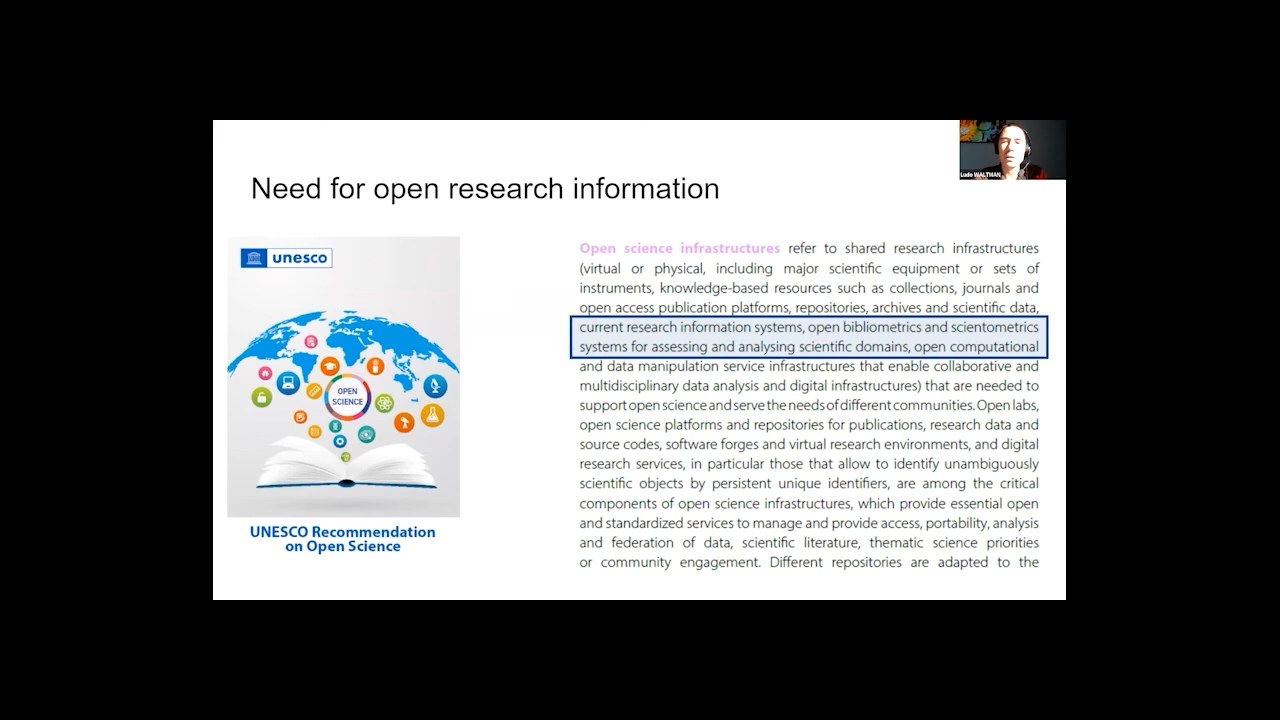 Ludo WALTMAN
Need for open research information
unesco
OPEN
SCIENCE
UNESCO Recommendation
on Open Science
Open science infrastructures refer to shared research infrastructures
(virtual or physical, including major scientific equipment or sets of
instruments, knowledge-based resources such as collections, journals and
open access publication platforms, repositories, archives and scientific data,
current research information systems, open bibliometrics and scientometrics
systems for assessing and analysing scientific domains, open computational
and data manipulation service infrastructures that enable collaborative and
multidisciplinary data analysis and digital infrastructures) that are needed to
support open science and serve the needs of different communities. Open labs,
open science platforms and repositories for publications, research data and
source codes, software forges and virtual research environments, and digital
research services, in particular those that allow to identify unambiguously
scientific objects by persistent unique identifiers, are among the critical
components of open science infrastructures, which provide essential open
and standardized services to manage and provide access, portability, analysis
and federation of data, scientific literature, thematic science priorities
or community engagement. Different repositories are adapted to the